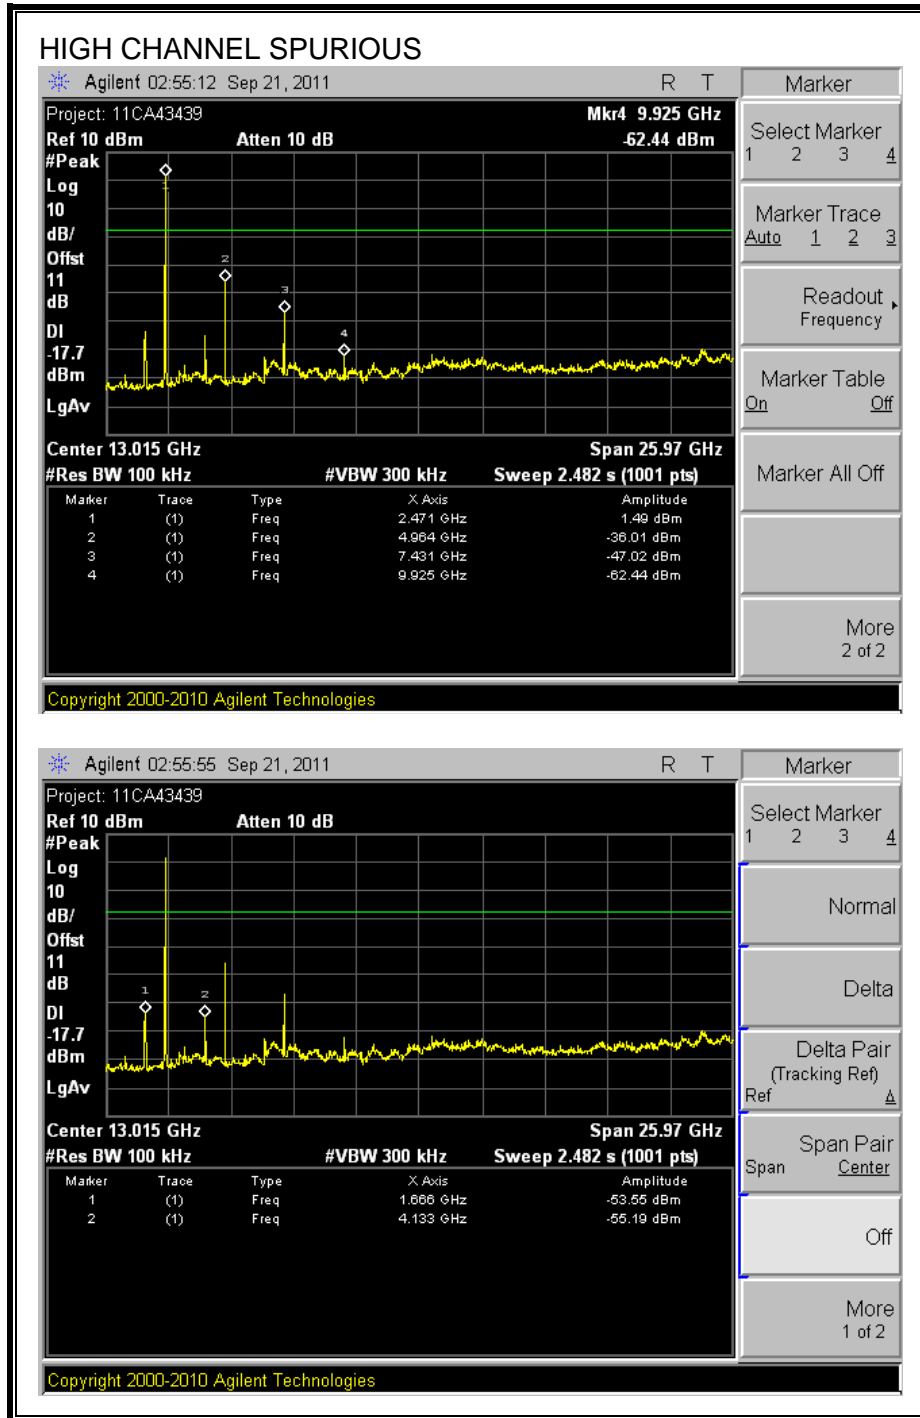 HIGH CHANNEL SPURIOUS
Agilent 02:55:12 Sep 21, 2011 R T
Project: 11CA43439 Mkr4 9.925 GHz
Ref 10 dBm Atten 10 dB -62.44 dBm
#Peak
Log
10
dB/
Offst
11
dB
DI
-17.7
dBm
LgAv
1
2
3
4
Center 13.015 GHz Span 25.97 GHz
#Res BW 100 kHz #VBW 300 kHz Sweep 2.482 s (1001 pts)
Marker Trace Type X Axis Amplitude
1 (1) Freq 2.471 GHz 1.49 dBm
2 (1) Freq 4.964 GHz -36.01 dBm
3 (1) Freq 7.431 GHz -47.02 dBm
4 (1) Freq 9.925 GHz -62.44 dBm
Copyright 2000-2010 Agilent Technologies
Marker
Select Marker
1 2 3 4
Marker Trace
Auto 1 2 3
Readout
Frequency
Marker Table
On Off
Marker All Off
More
2 of 2
Agilent 02:55:55 Sep 21, 2011 R T
Project: 11CA43439
Ref 10 dBm Atten 10 dB
#Peak
Log
10
dB/
Offst
11
dB
DI
-17.7
dBm
LgAv
1
2
Center 13.015 GHz Span 25.97 GHz
#Res BW 100 kHz #VBW 300 kHz Sweep 2.482 s (1001 pts)
Marker Trace Type X Axis Amplitude
1 (1) Freq 1.666 GHz -53.55 dBm
2 (1) Freq 4.133 GHz -55.19 dBm
Copyright 2000-2010 Agilent Technologies
Marker
Select Marker
1 2 3 4
Normal
Delta
Delta Pair
(Tracking Ref)
Ref Δ
Span Pair
Span Center
Off
More
1 of 2